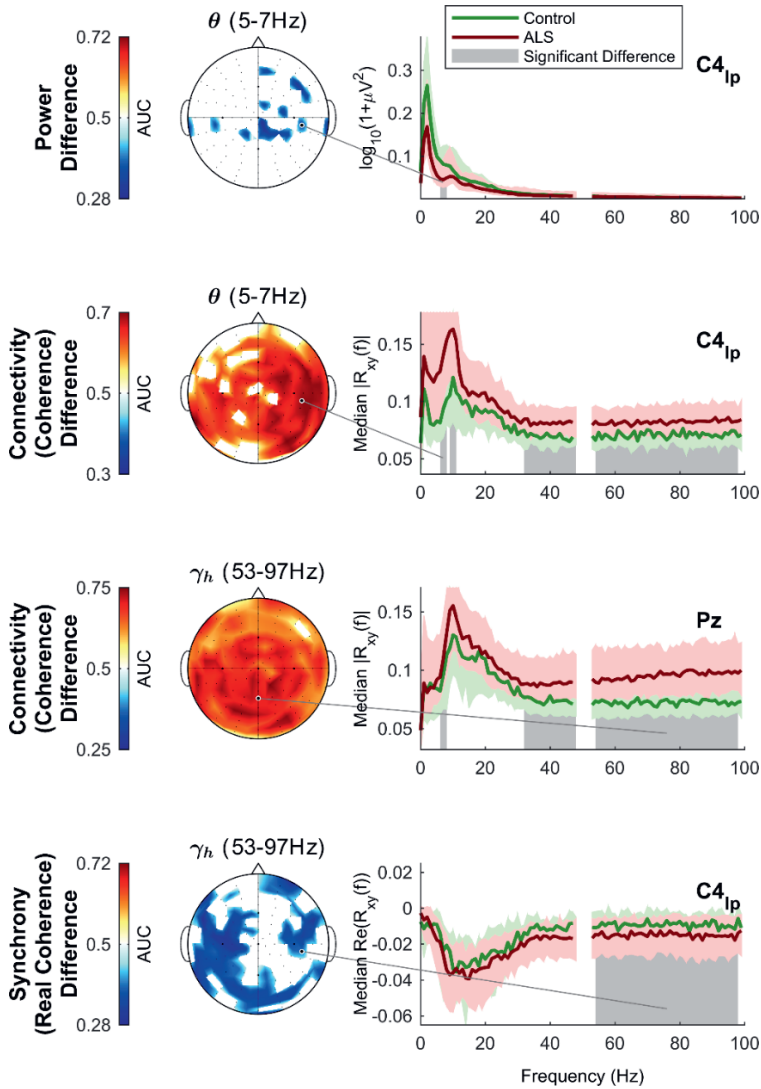 Power
Difference
AUC
0.72
0.5
0.28
θ (5-7Hz)
log10(1+μV²)
0.3
0.2
0.1
0 20 40 60 80 100
Control
ALS
Significant Difference
C4lp
Connectivity
(Coherence)
Difference
AUC
0.7
0.5
0.3
θ (5-7Hz)
Median |Rxy(f)|
0.15
0.1
0.05
0 20 40 60 80 100
C4lp
Connectivity
(Coherence)
Difference
AUC
0.75
0.5
0.25
γh (53-97Hz)
Median |Rxy(f)|
0.15
0.1
0.05
0 20 40 60 80 100
Pz
Synchrony
(Real Coherence)
Difference
AUC
0.72
0.5
0.28
γh (53-97Hz)
Median Re(Rxy(f))
0.02
0
-0.02
-0.04
-0.06
0 20 40 60 80 100
C4lp
Frequency (Hz)